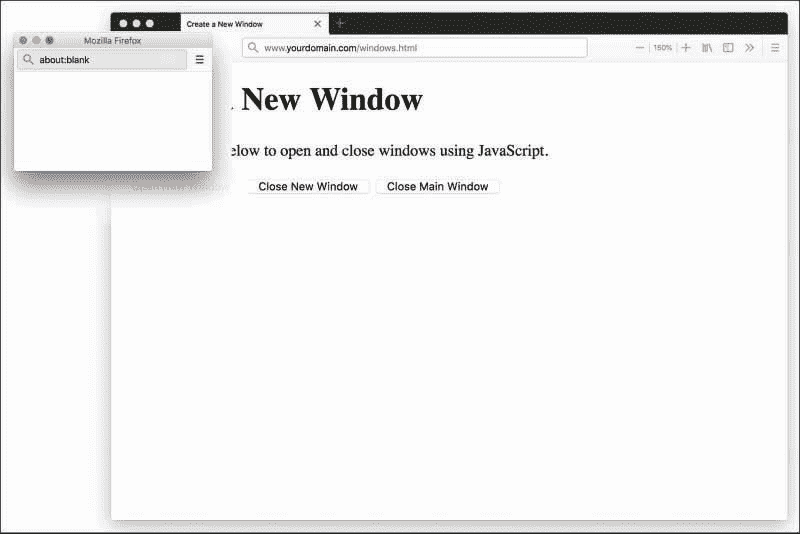 Create a New Window
Mozilla Firefox
www.yourdomain.com/windows.html
150%
about:blank
New Window
elow to open and close windows using JavaScript.
Close New Window
Close Main Window